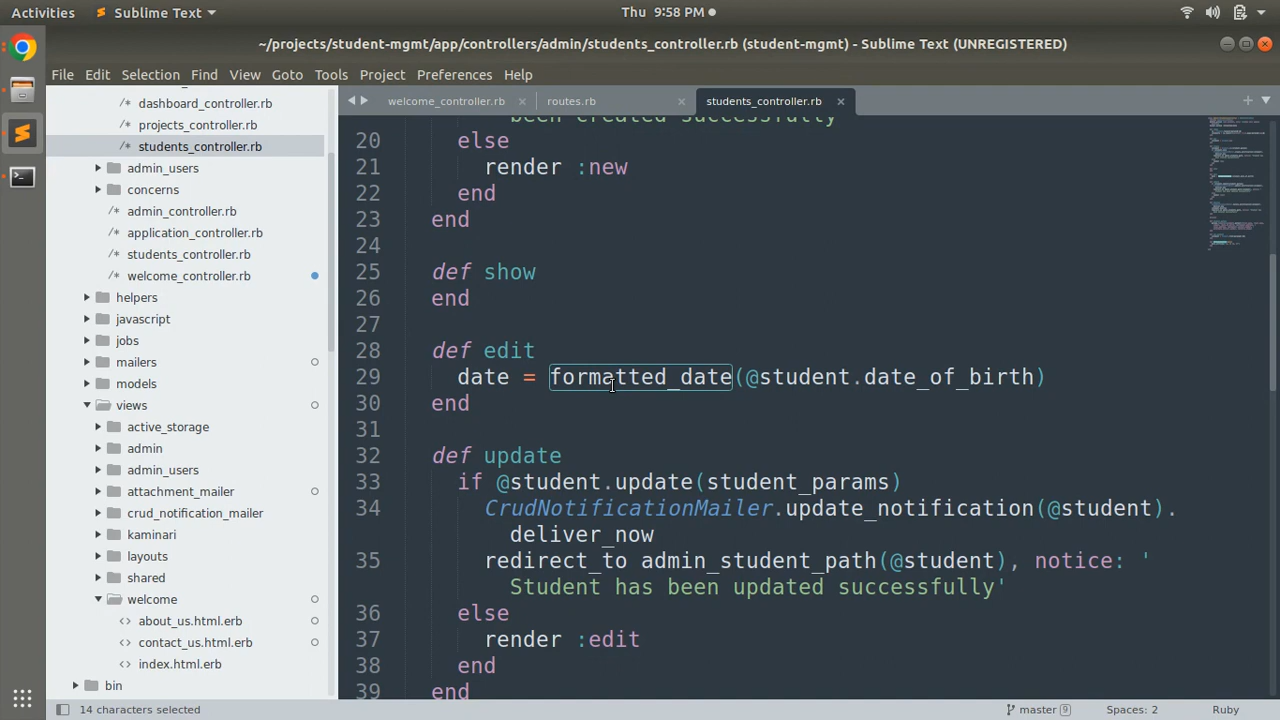 Activities
Sublime Text
Thu 9:58 PM
~/projects/student-mgmt/app/controllers/admin/students_controller.rb (student-mgmt) - Sublime Text (UNREGISTERED)
File Edit Selection Find View Goto Tools Project Preferences Help
dashboard_controller.rb
projects_controller.rb
students_controller.rb
admin_users
concerns
admin_controller.rb
application_controller.rb
students_controller.rb
welcome_controller.rb
helpers
javascript
jobs
mailers
models
views
active_storage
admin
admin_users
attachment_mailer
crud_notification_mailer
kaminari
layouts
shared
welcome
about_us.html.erb
contact_us.html.erb
index.html.erb
bin
welcome_controller.rb
routes.rb
students_controller.rb
been created successfully
20 else
21 render :new
22 end
23 end
24
25 def show
26 end
27
28 def edit
29 date = formatted_date(@student.date_of_birth)
30 end
31
32 def update
33 if @student.update(student_params)
34 CrudNotificationMailer.update_notification(@student).
deliver_now
35 redirect_to admin_student_path(@student), notice: '
Student has been updated successfully'
36 else
37 render :edit
38 end
39 end
14 characters selected
master 9
Spaces: 2
Ruby